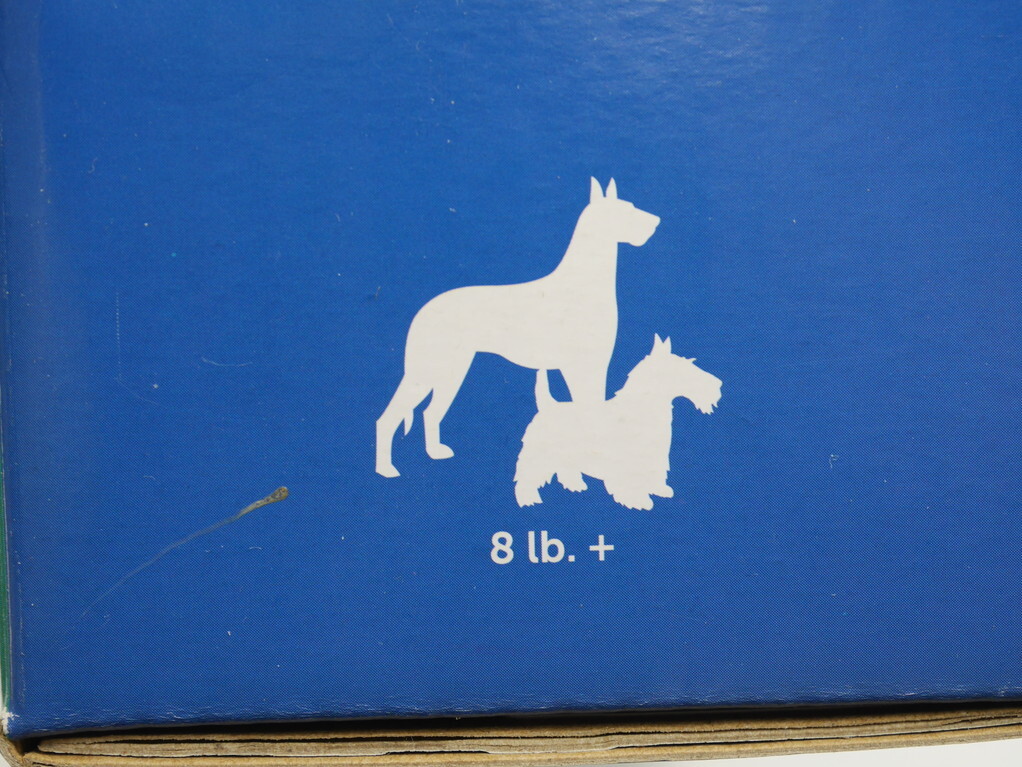 8 lb. +